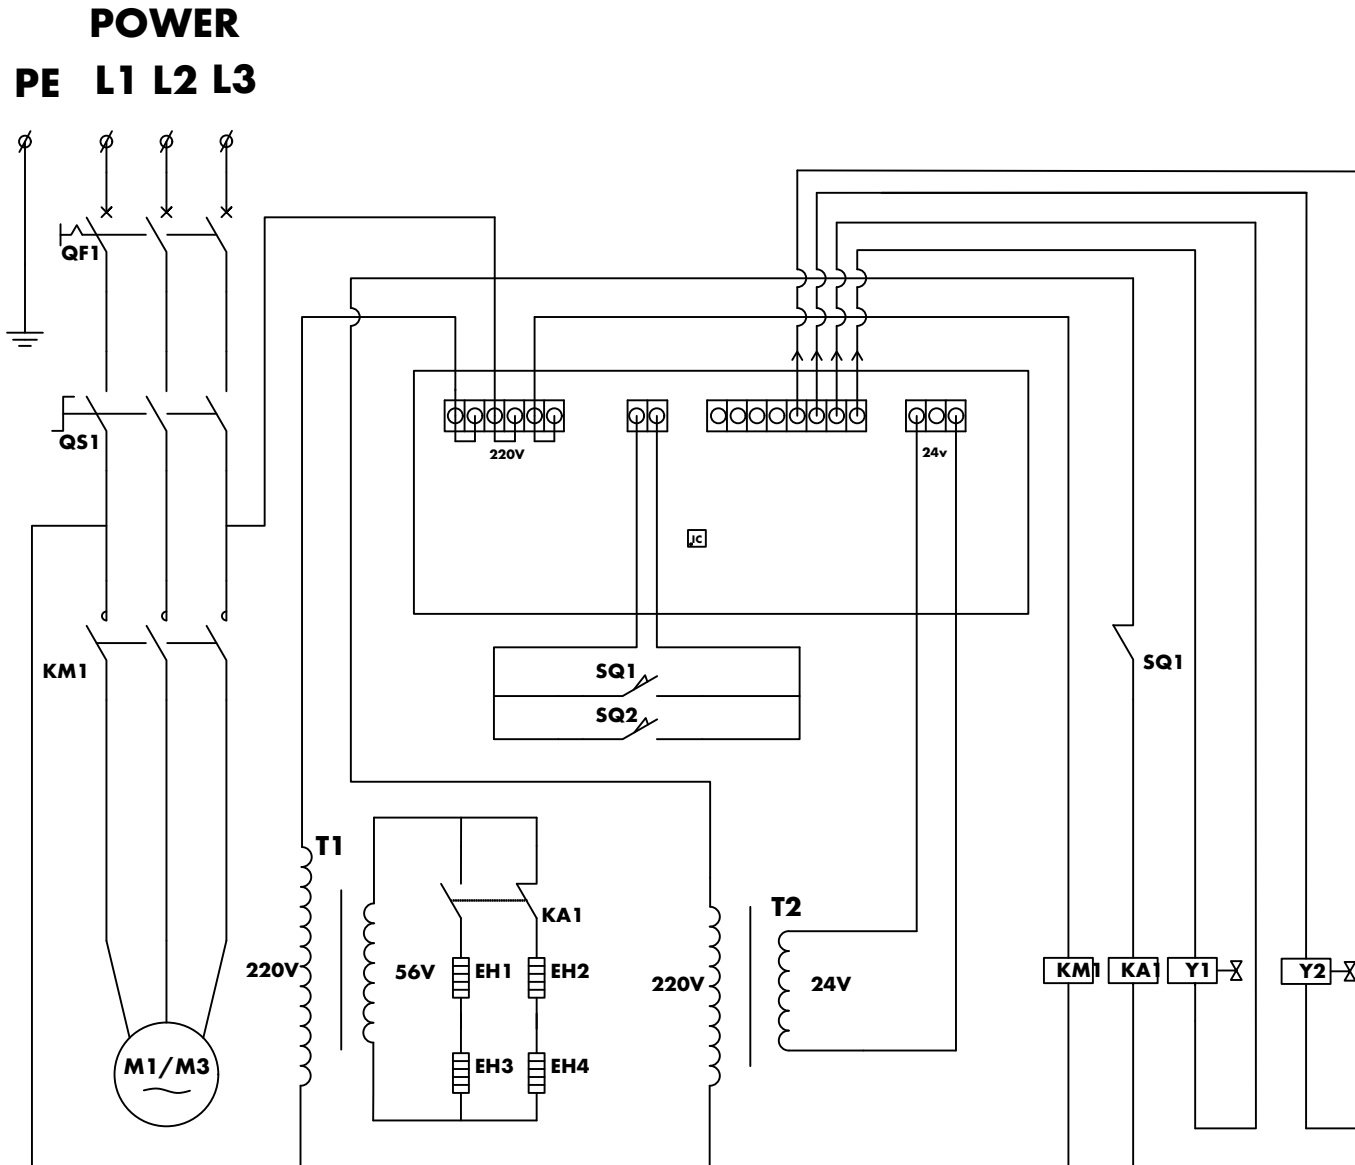 POWER
PE L1 L2 L3
QF1
QS1
220V
24v
IC
KM1
SQ1
SQ1
SQ2
T1
T2
KA1
220V
56V
EH1
EH2
220V
24V
KM1
KA1
Y1
Y2
M1/M3
EH3
EH4